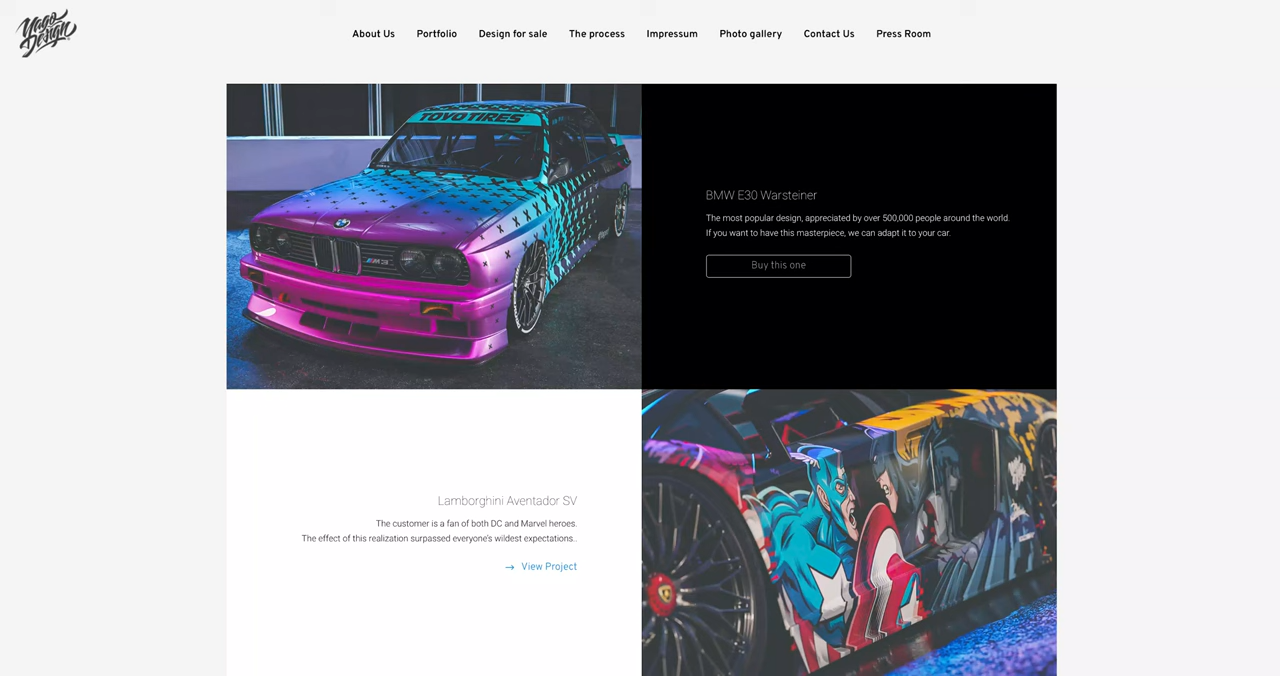 Yago
Design
About Us
Portfolio
Design for sale
The process
Impressum
Photo gallery
Contact Us
Press Room
TOYO TIRES
M3
BMW E30 Warsteiner
The most popular design, appreciated by over 500,000 people around the world.
If you want to have this masterpiece, we can adapt it to your car.
Buy this one
Lamborghini Aventador SV
The customer is a fan of both DC and Marvel heroes.
The effect of this realization surpassed everyone's wildest expectations..
→ View Project